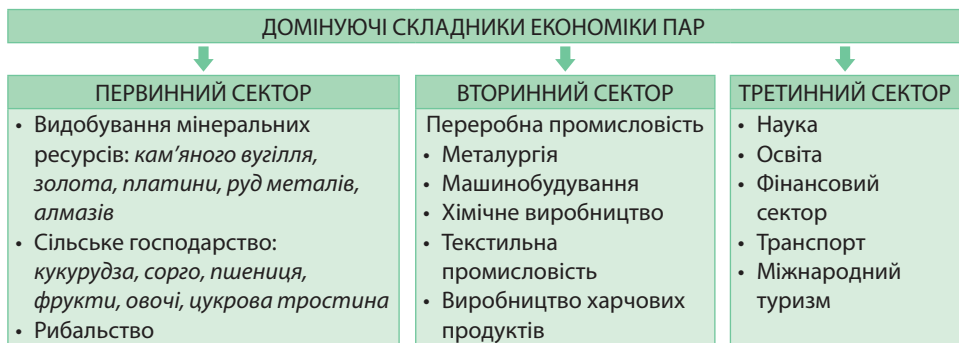 ДОМІНУЮЧІ СКЛАДНИКИ ЕКОНОМІКИ ПАР
ПЕРВИННИЙ СЕКТОР
• Видобування мінеральних
ресурсів: кам’яного вугілля,
золота, платини, руд металів,
алмазів
• Сільське господарство:
кукурудза, сорго, пшениця,
фрукти, овочі, цукрова тростина
• Рибальство
ВТОРИННИЙ СЕКТОР
Переробна промисловість
• Металургія
• Машинобудування
• Хімічне виробництво
• Текстильна
промисловість
• Виробництво харчових
продуктів
ТРЕТИННИЙ СЕКТОР
• Наука
• Освіта
• Фінансовий
сектор
• Транспорт
• Міжнародний
туризм